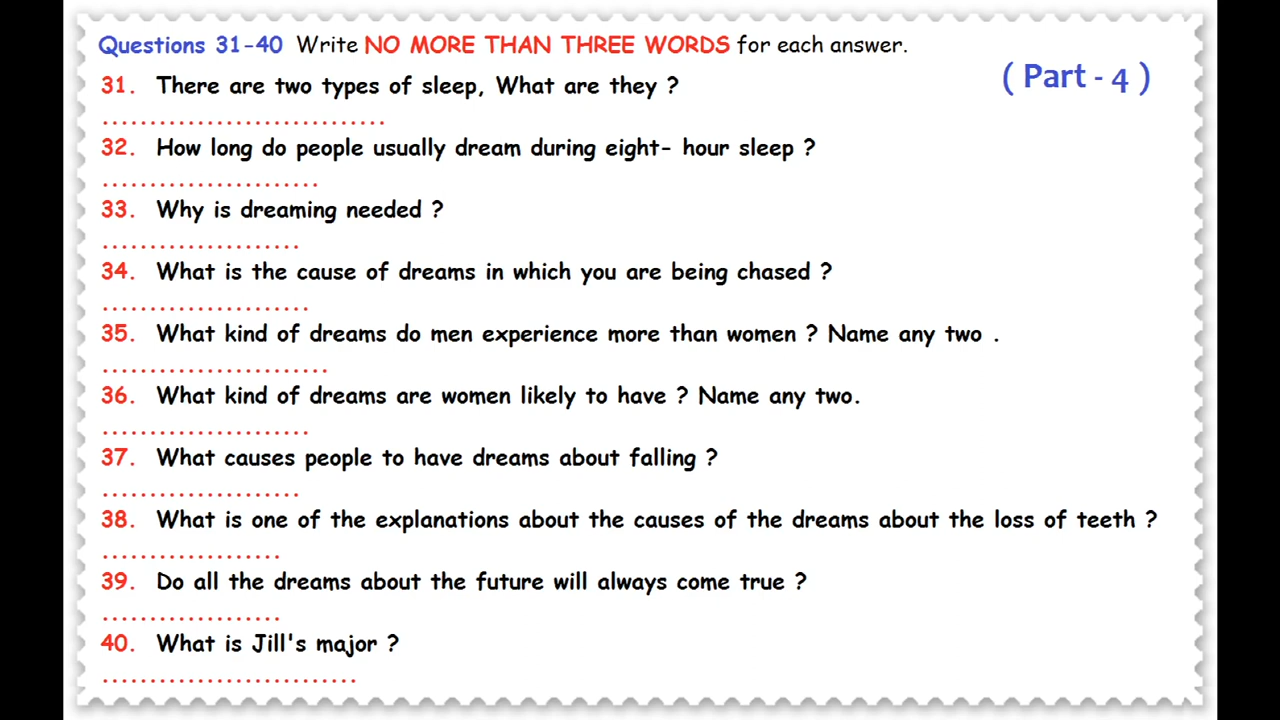 Questions 31-40 Write NO MORE THAN THREE WORDS for each answer.
( Part - 4 )
31. There are two types of sleep, What are they ?
.............................
32. How long do people usually dream during eight- hour sleep ?
.......................
33. Why is dreaming needed ?
.....................
34. What is the cause of dreams in which you are being chased ?
......................
35. What kind of dreams do men experience more than women ? Name any two .
........................
36. What kind of dreams are women likely to have ? Name any two.
......................
37. What causes people to have dreams about falling ?
.....................
38. What is one of the explanations about the causes of the dreams about the loss of teeth ?
...................
39. Do all the dreams about the future will always come true ?
...................
40. What is Jill's major ?
...........................